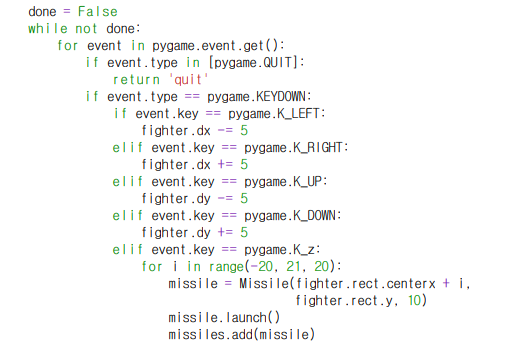 done = False
while not done:
    for event in pygame.event.get():
        if event.type in [pygame.QUIT]:
            return 'quit'
        if event.type == pygame.KEYDOWN:
            if event.key == pygame.K_LEFT:
                fighter.dx -= 5
            elif event.key == pygame.K_RIGHT:
                fighter.dx += 5
            elif event.key == pygame.K_UP:
                fighter.dy -= 5
            elif event.key == pygame.K_DOWN:
                fighter.dy += 5
            elif event.key == pygame.K_z:
                for i in range(-20, 21, 20):
                    missile = Missile(fighter.rect.centerx + i,
                                      fighter.rect.y, 10)
                    missile.launch()
                    missiles.add(missile)